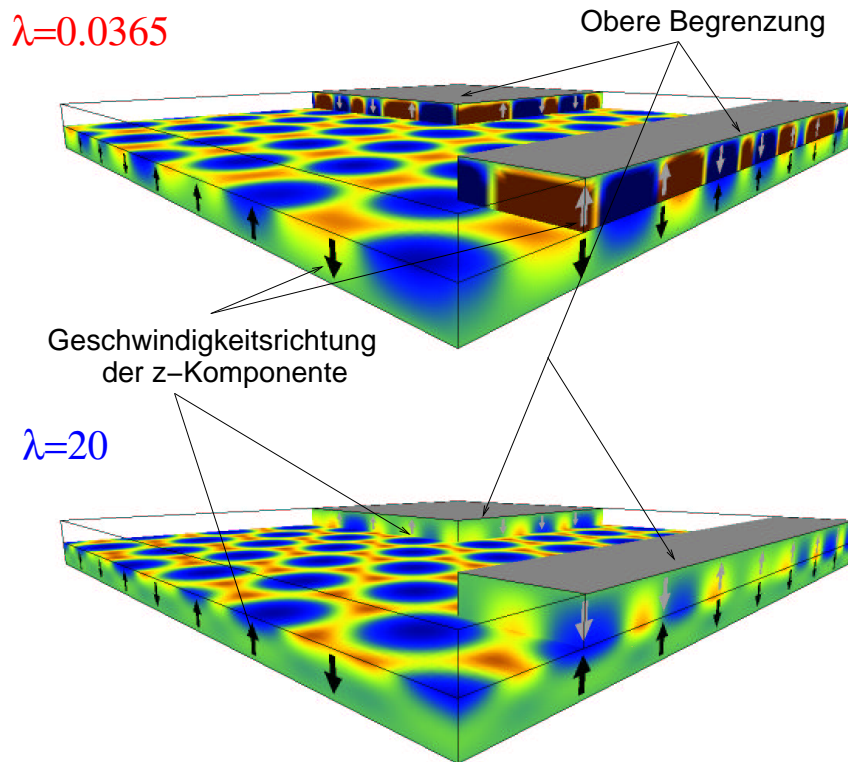 λ=0.0365
Obere Begrenzung
Geschwindigkeitsrichtung
der z−Komponente
λ=20